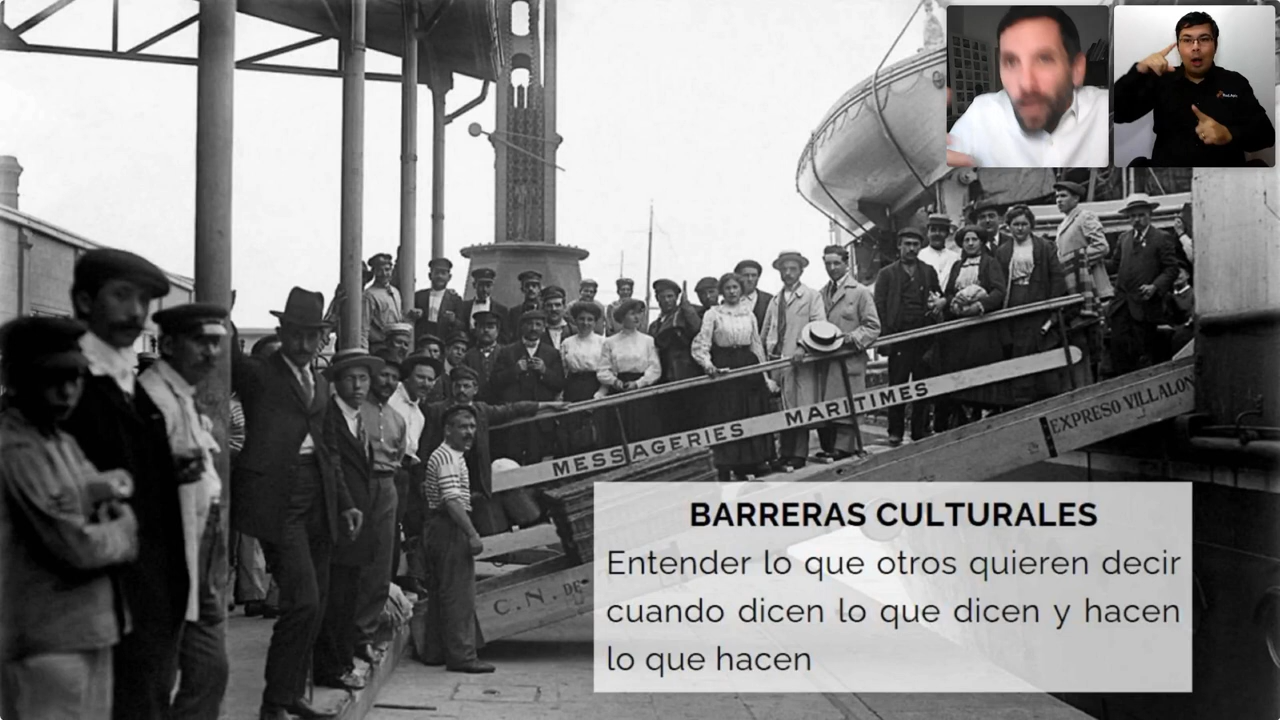 MESSAGERIES MARITIMES
EXPRESO VILLALON
C.N. DE
BARRERAS CULTURALES
Entender lo que otros quieren decir
cuando dicen lo que dicen y hacen
lo que hacen